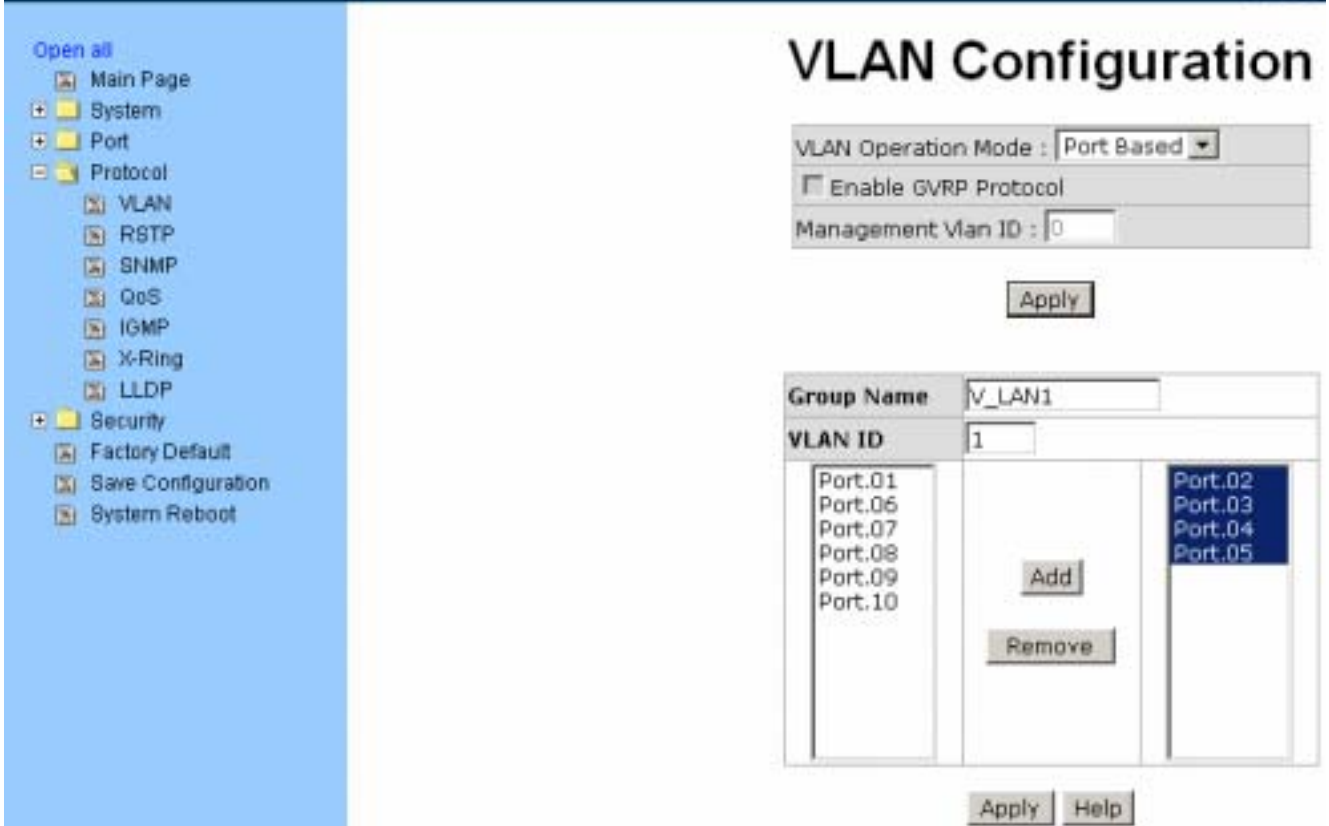 Open all
Main Page
System
Port
Protocol
VLAN
RSTP
SNMP
QoS
IGMP
X-Ring
LLDP
Security
Factory Default
Save Configuration
System Reboot
VLAN Configuration
VLAN Operation Mode : Port Based
Enable GVRP Protocol
Management Vlan ID : 0
Apply
Group Name V_LAN1
VLAN ID 1
Port.01
Port.06
Port.07
Port.08
Port.09
Port.10
Add
Remove
Port.02
Port.03
Port.04
Port.05
Apply Help